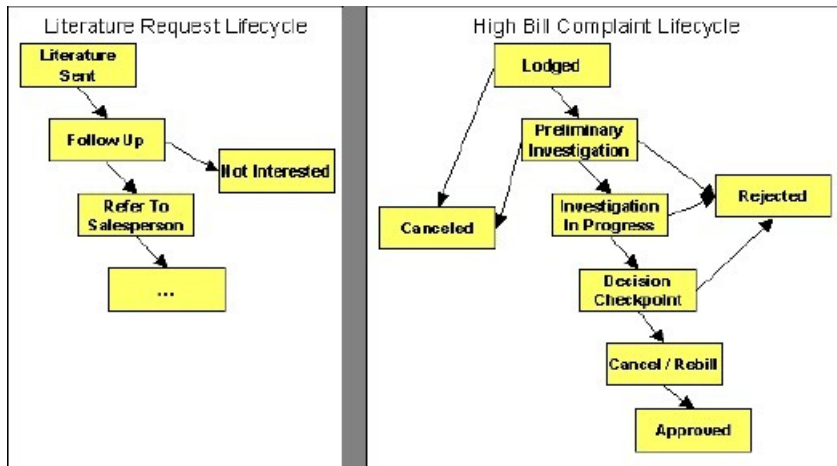 Literature Request Lifecycle
Literature
Sent
Follow Up
Not Interested
Refer To
Salesperson
...
High Bill Complaint Lifecycle
Lodged
Preliminary
Investigation
Canceled
Investigation
In Progress
Rejected
Decision
Checkpoint
Cancel / Rebill
Approved